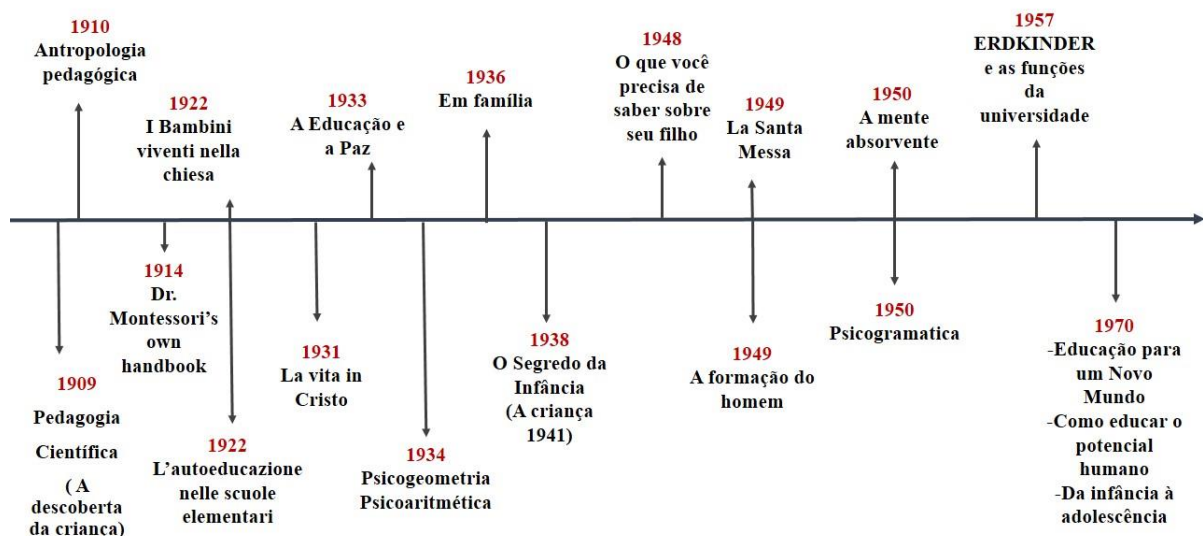 1910
Antropologia
pedagógica
1922
I Bambini
viventi nella
chiesa
1933
A Educação e
a Paz
1936
Em família
1948
O que você
precisa de
saber sobre
seu filho
1949
La Santa
Messa
1950
A mente
absorvente
1957
ERDKINDER
e as funções
da
universidade
1909
Pedagogia
Científica
( A
descoberta
da criança)
1914
Dr.
Montessori's
own
handbook
1922
L'autoeducazione
nelle scuole
elementari
1931
La vita in
Cristo
1934
Psicogeometria
Psicoaritmética
1938
O Segredo da
Infância
(A criança
1941)
1949
A formação do
homem
1950
Psicogramatica
1970
-Educação para
um Novo
Mundo
-Como educar o
potencial
humano
-Da infância à
adolescência